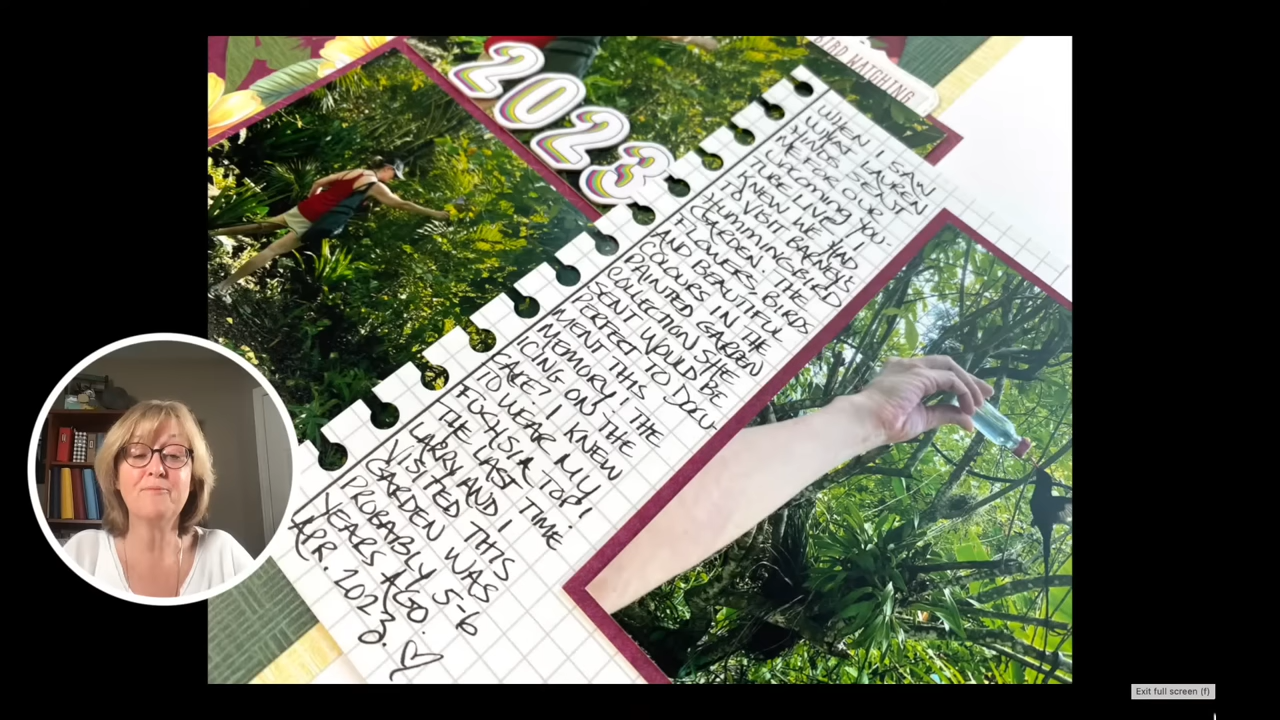 2023
BIRD WATCHING
WHEN I SAW
WHAT LAUREN
HINDS SENT
ME FOR OUR
UPCOMING YOU-
TUBE LIVE I
KNEW WE HAD
TO VISIT BARNEY'S
HUMMINGBIRD
GARDEN. THE
FLOWERS, BIRDS
AND BEAUTIFUL
COLOURS IN THE
PAINTED GARDEN
COLLECTION SHE
SENT WOULD BE
PERFECT TO DOCU-
MENT THIS
MEMORY! THE
ICING ON THE
CAKE? I KNEW
TO WEAR MY
FUCHSIA TOP!
THE LAST TIME
LARRY AND I
VISITED THIS
GARDEN WAS
PROBABLY 5-6
YEARS AGO.
APR. 2023. ♡
Exit full screen (f)